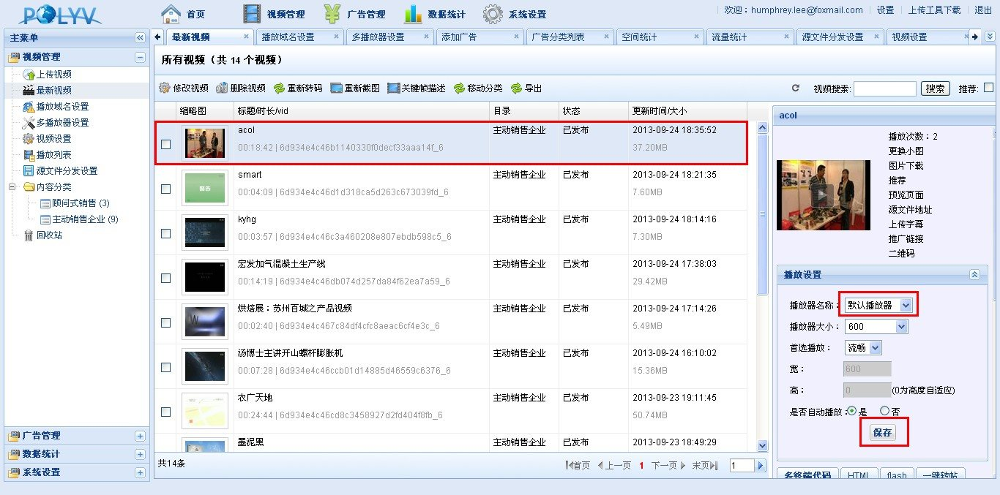 POLYV
首页 视频管理 广告管理 数据统计 系统设置
欢迎：humphrey.lee@foxmail.com | 设置 | 上传工具下载 | 退出
主菜单
视频管理
上传视频
最新视频
播放域名设置
多播放器设置
视频设置
播放列表
源文件分发设置
内容分类
顾问式销售 (3)
主动销售企业 (9)
回收站
广告管理
数据统计
系统设置
最新视频 播放域名设置 多播放器设置 添加广告 广告分类列表 空间统计 流量统计 源文件分发设置 视频设置
所有视频（共 14 个视频）
修改视频 删除视频 重新转码 重新截图 关键帧描述 移动分类 导出
视频搜索: 搜索 推荐:
缩略图 标题/时长/vid 目录 状态 更新时间/大小
acol 主动销售企业 已发布 2013-09-24 18:35:52
00:18:42 | 6d934e4c46b1140330f0decf33aaa14f_6 37.20MB
smart 主动销售企业 已发布 2013-09-24 18:21:35
00:04:09 | 6d934e4c46d1d318ca5d263c673039fd_6 7.60MB
kyhg 主动销售企业 已发布 2013-09-24 18:14:16
00:03:57 | 6d934e4c46c3a460208e807ebdb598c5_6 7.30MB
宏发加气混凝土生产线 主动销售企业 已发布 2013-09-24 17:38:03
00:14:19 | 6d934e4c46db074d257da84f62ea7a59_6 29.42MB
烘焙展：苏州百城之产品视频 主动销售企业 已发布 2013-09-24 17:14:26
00:02:40 | 6d934e4c467c84df4cfc8aeac6cf4e3c_6 5.49MB
汤博士主讲开山螺杆膨胀机 主动销售企业 已发布 2013-09-24 16:10:02
00:07:28 | 6d934e4c46ccb01d14885d46559c6376_6 15.36MB
农广天地 主动销售企业 已发布 2013-09-23 19:11:45
00:24:44 | 6d934e4c46cd8c3458927d2fd404f8fb_6 50.74MB
墨泥黑 主动销售企业 已发布 2013-09-23 18:49:29
共14条
首页 上一页 1 下一页 末页 1
acol
播放次数：2
更换小图
图片下载
推荐
预览页面
源文件地址
上传字幕
推广链接
二维码
播放设置
播放器名称： 默认播放器
播放器大小： 600
首选播放： 流畅
宽： 600
高： 0 (0为高度自适应)
是否自动播放： 是 否
保存
多终端代码 HTML flash 一键转帖